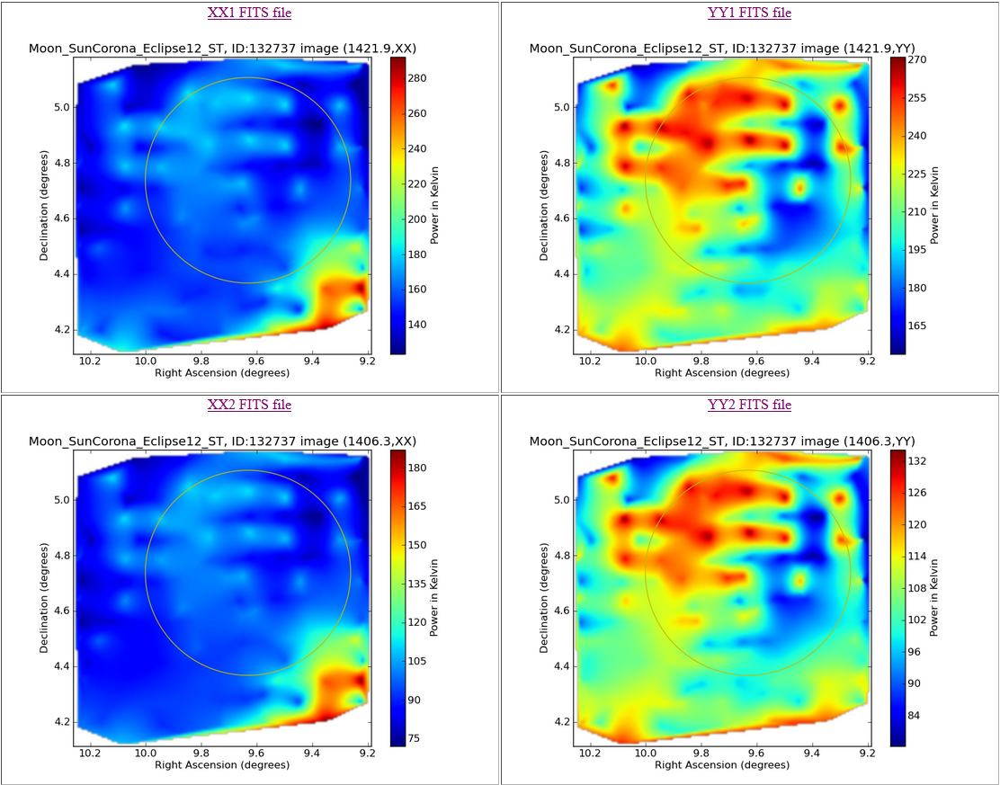 XX1 FITS file
Moon_SunCorona_Eclipse12_ST, ID:132737 image (1421.9,XX)
Declination (degrees)
5.0
4.8
4.6
4.4
4.2
10.2 10.0 9.8 9.6 9.4 9.2
Right Ascension (degrees)
280
260
240
220
200
180
160
140
Power in Kelvin
YY1 FITS file
Moon_SunCorona_Eclipse12_ST, ID:132737 image (1421.9,YY)
Declination (degrees)
5.0
4.8
4.6
4.4
4.2
10.2 10.0 9.8 9.6 9.4 9.2
Right Ascension (degrees)
270
255
240
225
210
195
180
165
Power in Kelvin
XX2 FITS file
Moon_SunCorona_Eclipse12_ST, ID:132737 image (1406.3,XX)
Declination (degrees)
5.0
4.8
4.6
4.4
4.2
10.2 10.0 9.8 9.6 9.4 9.2
Right Ascension (degrees)
180
165
150
135
120
105
90
75
Power in Kelvin
YY2 FITS file
Moon_SunCorona_Eclipse12_ST, ID:132737 image (1406.3,YY)
Declination (degrees)
5.0
4.8
4.6
4.4
4.2
10.2 10.0 9.8 9.6 9.4 9.2
Right Ascension (degrees)
132
126
120
114
108
102
96
90
84
Power in Kelvin